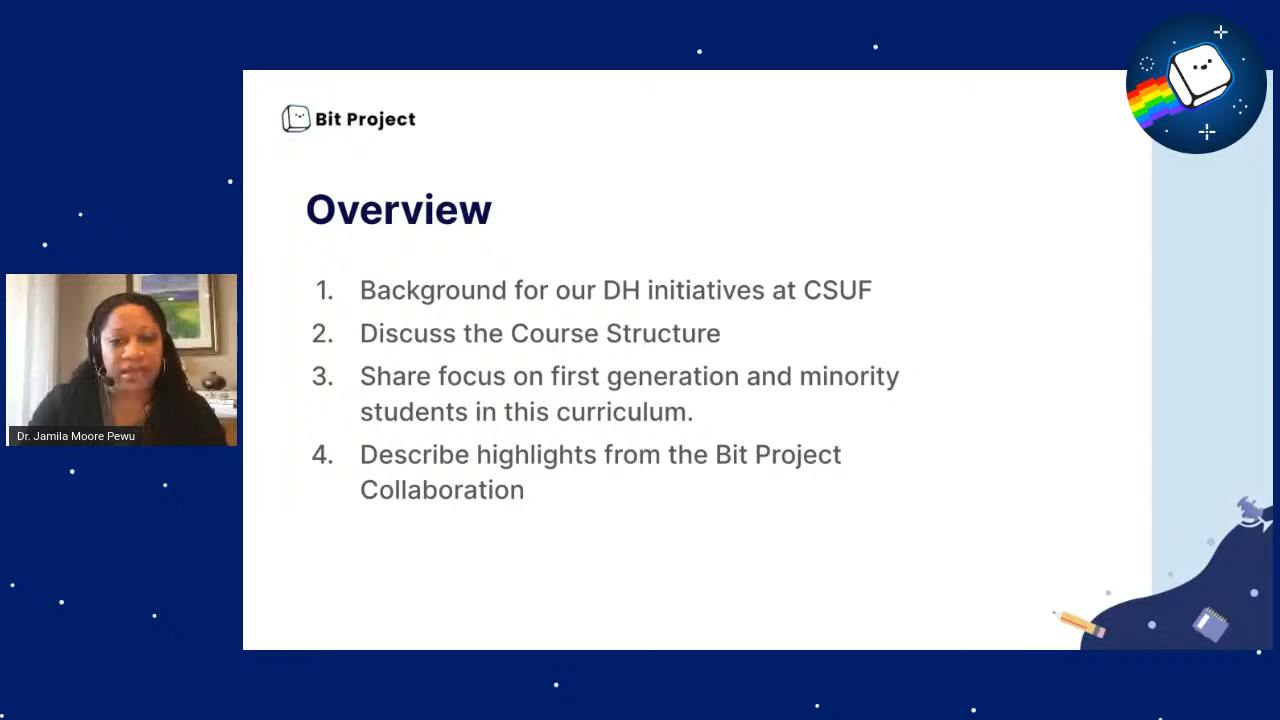 Bit Project
Overview
1. Background for our DH initiatives at CSUF
2. Discuss the Course Structure
3. Share focus on first generation and minority
students in this curriculum.
4. Describe highlights from the Bit Project
Collaboration
Dr. Jamila Moore Pewu